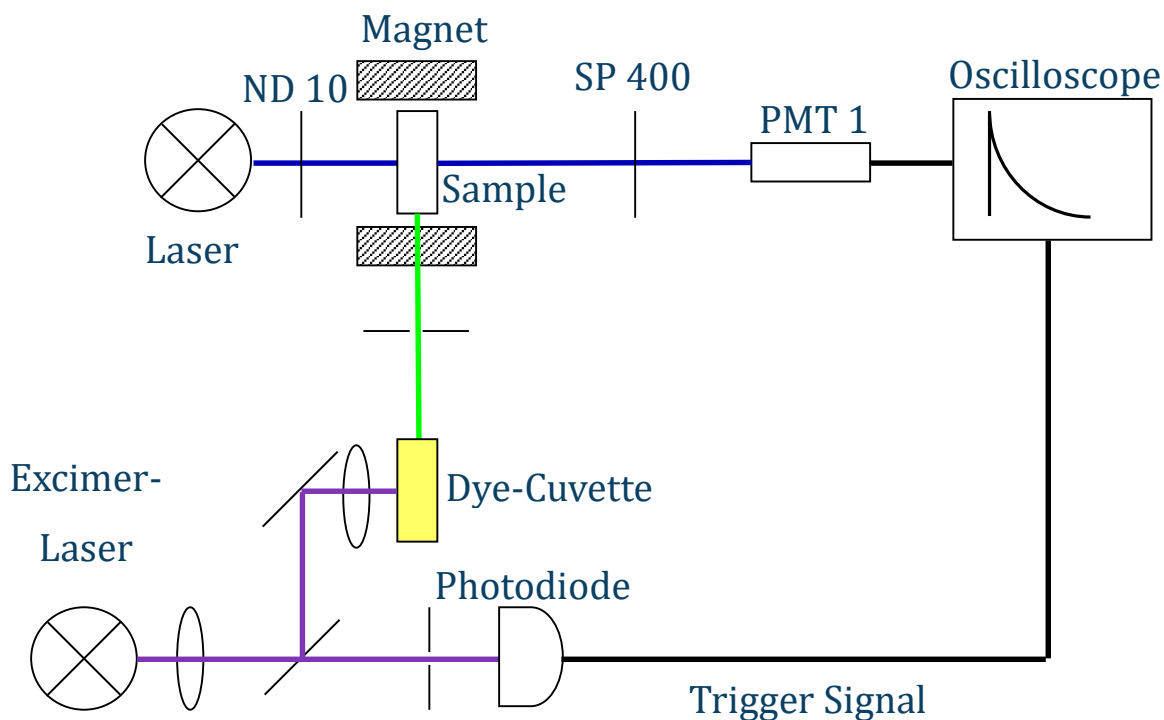 Magnet
ND 10
SP 400
Oscilloscope
PMT 1
Sample
Laser
Excimer-
Laser
Dye-Cuvette
Photodiode
Trigger Signal